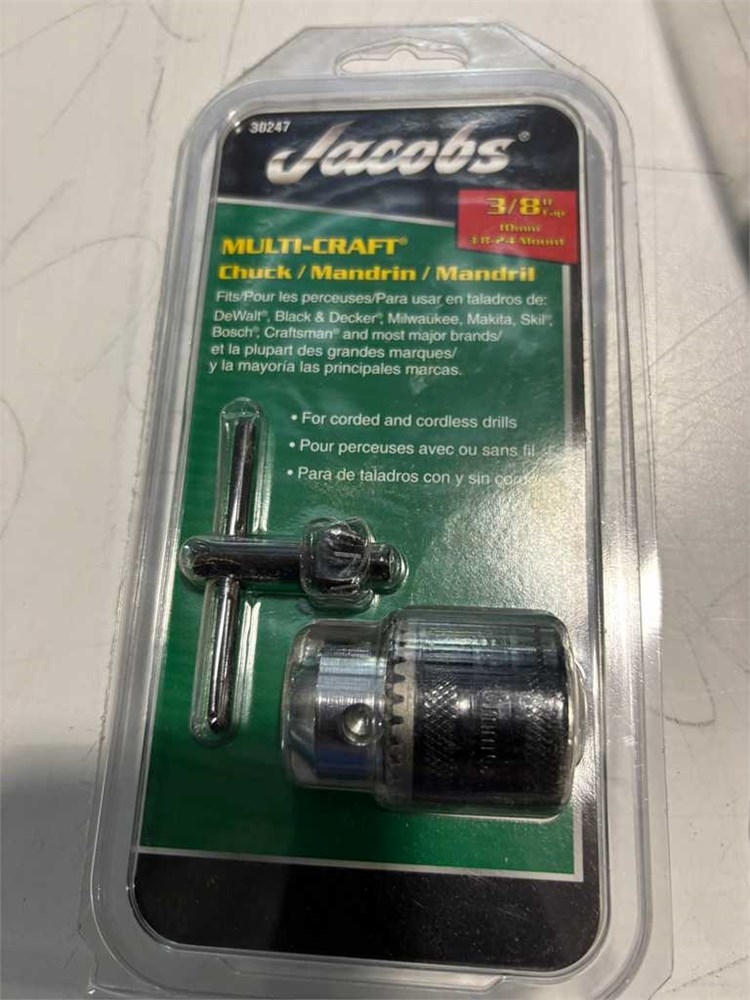 30247
Jacobs®
3/8" Cap
10mm
MULTI-CRAFT®
Chuck / Mandrin / Mandril
Fits/Pour les perceuses/Para usar en taladros de:
DeWalt®, Black & Decker®, Milwaukee, Makita, Skil®,
Bosch®, Craftsman® and most major brands/
et la plupart des grandes marques/
y la mayoría las principales marcas.
• For corded and cordless drills
• Pour perceuses avec ou sans fil
• Para de taladros con y sin